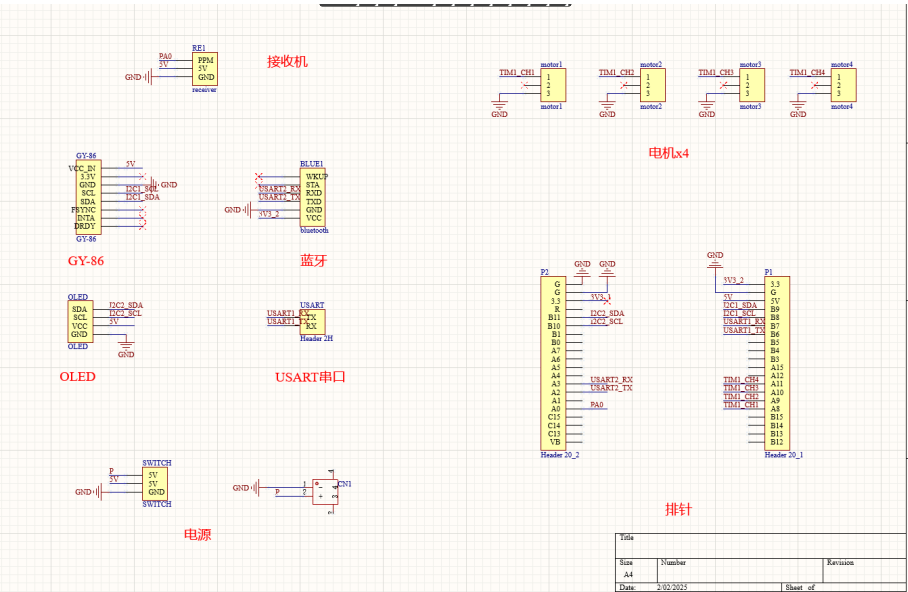 RE1
PA0
5V
GND
PPM
5V
GND
receiver
接收机
motor1
TIM1_CH1
1
2
3
GND
motor1
motor2
TIM1_CH2
1
2
3
GND
motor2
motor3
TIM1_CH3
1
2
3
GND
motor3
motor4
TIM1_CH4
1
2
3
GND
motor4
电机x4
GY-86
VCC_IN
3.3V
GND
SCL
SDA
FSYNC
INTA
DRDY
5V
GND
I2C1_SCL
I2C1_SDA
GY-86
GY-86
BLUE1
WKUP
STA
RXD
TXD
GND
VCC
USART2_RX
USART2_TX
GND
3V3_2
bluetooth
蓝牙
OLED
SDA
SCL
VCC
GND
I2C2_SDA
I2C2_SCL
5V
GND
OLED
OLED
USART
USART1_RX
USART1_TX
TX
RX
Header 2H
USART串口
GND GND
P2
G
G
3.3
R
B11
B10
B1
B0
A7
A6
A5
A4
A3
A2
A1
A0
C15
C14
C13
VB
3V3_1
I2C2_SDA
I2C2_SCL
USART2_RX
USART2_TX
PA0
Header 20_2
GND
P1
3V3_2
5V
I2C1_SDA
I2C1_SCL
USART1_RX
USART1_TX
TIM1_CH4
TIM1_CH3
TIM1_CH2
TIM1_CH1
3.3
G
5V
B9
B8
B7
B6
B5
B4
B3
A15
A12
A11
A10
A9
A8
B15
B14
B13
B12
Header 20_1
排针
SWITCH
P
5V
GND
5V
5V
GND
SWITCH
电源
GND
P
1
2
CN1
4
3
Title
Size
A4
Number
Revision
Date:
2/02/2025
Sheet of